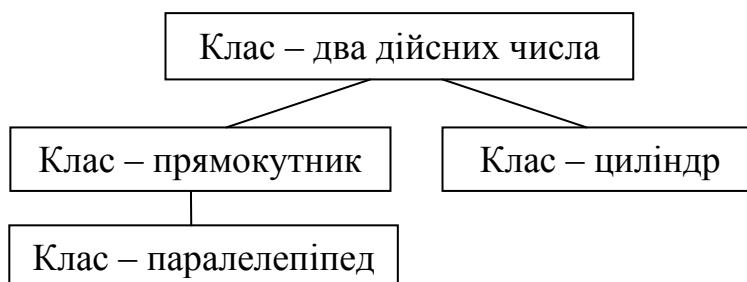 Клас – два дійсних числа
Клас – прямокутник
Клас – циліндр
Клас – паралелепіпед